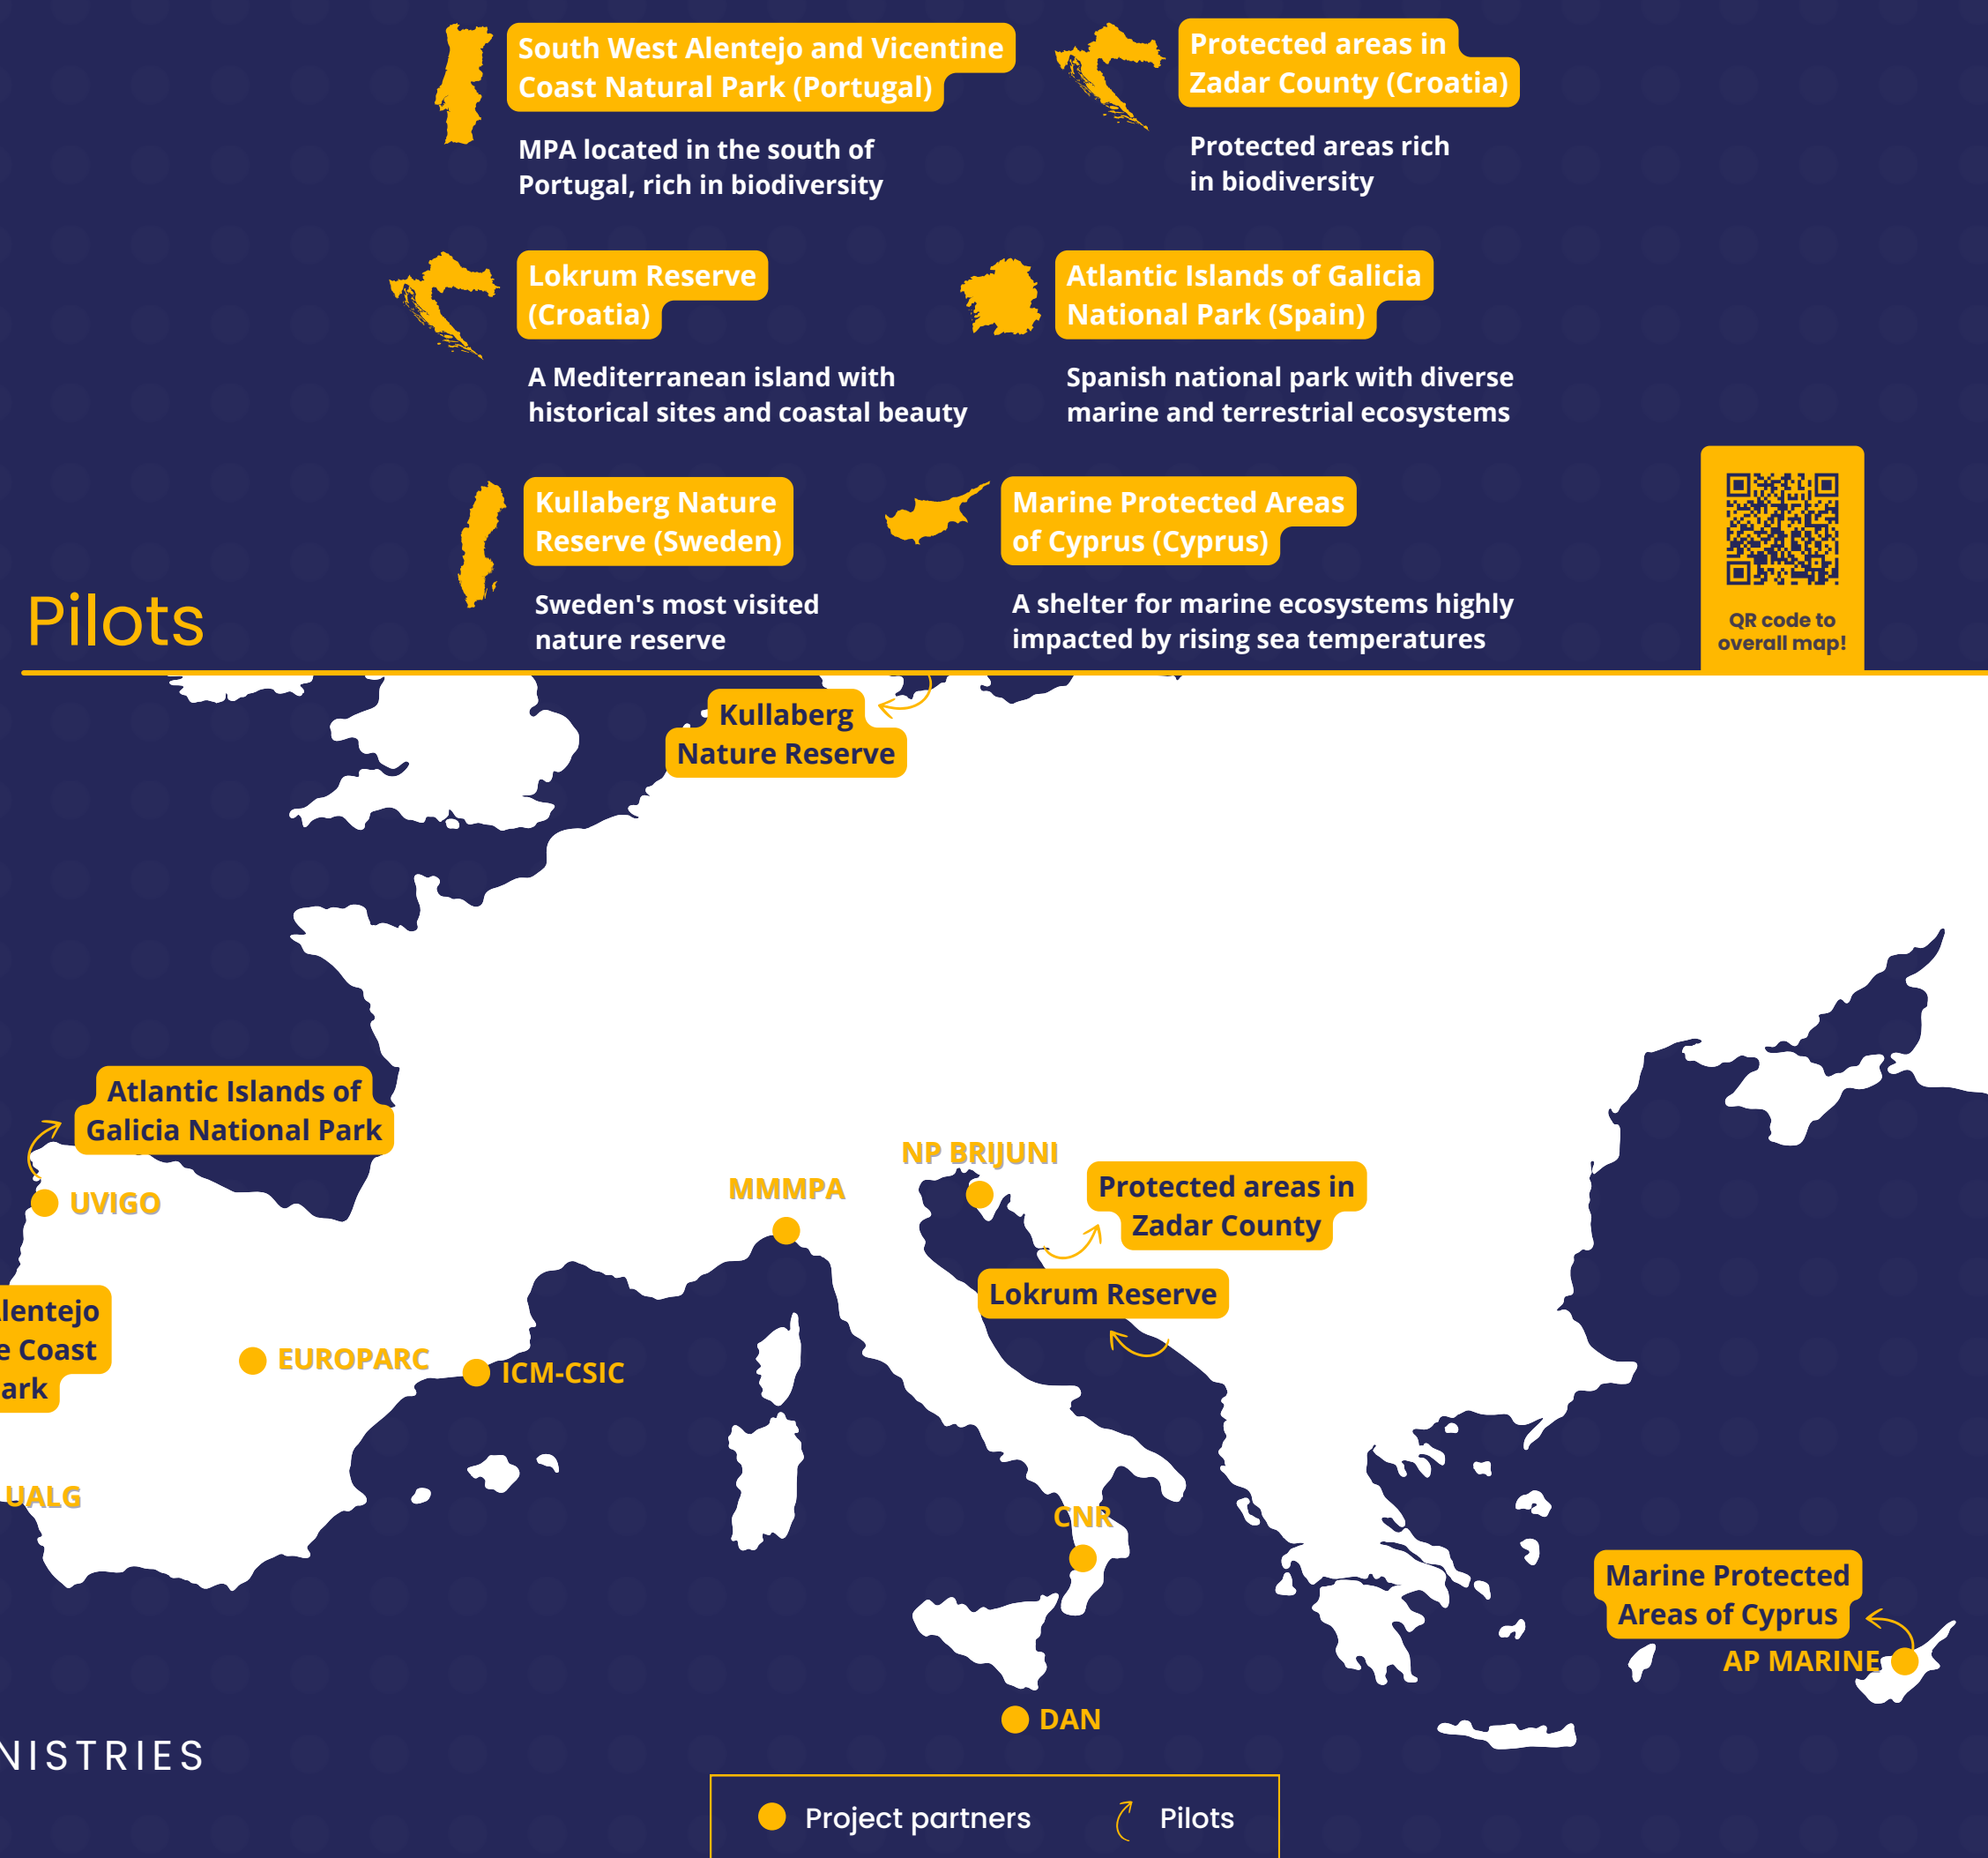 South West Alentejo and Vicentine
Coast Natural Park (Portugal)
MPA located in the south of
Portugal, rich in biodiversity
Protected areas in
Zadar County (Croatia)
Protected areas rich
in biodiversity
Lokrum Reserve
(Croatia)
A Mediterranean island with
historical sites and coastal beauty
Atlantic Islands of Galicia
National Park (Spain)
Spanish national park with diverse
marine and terrestrial ecosystems
Kullaberg Nature
Reserve (Sweden)
Sweden's most visited
nature reserve
Marine Protected Areas
of Cyprus (Cyprus)
A shelter for marine ecosystems highly
impacted by rising sea temperatures
QR code to
overall map!
Pilots
Kullaberg
Nature Reserve
Atlantic Islands of
Galicia National Park
UVIGO
NP BRIJUNI
MMMPA
Protected areas in
Zadar County
Lokrum Reserve
lentejo
e Coast
ark
EUROPARC
ICM-CSIC
UALG
CNR
Marine Protected
Areas of Cyprus
AP MARINE
DAN
NISTRIES
Project partners
Pilots